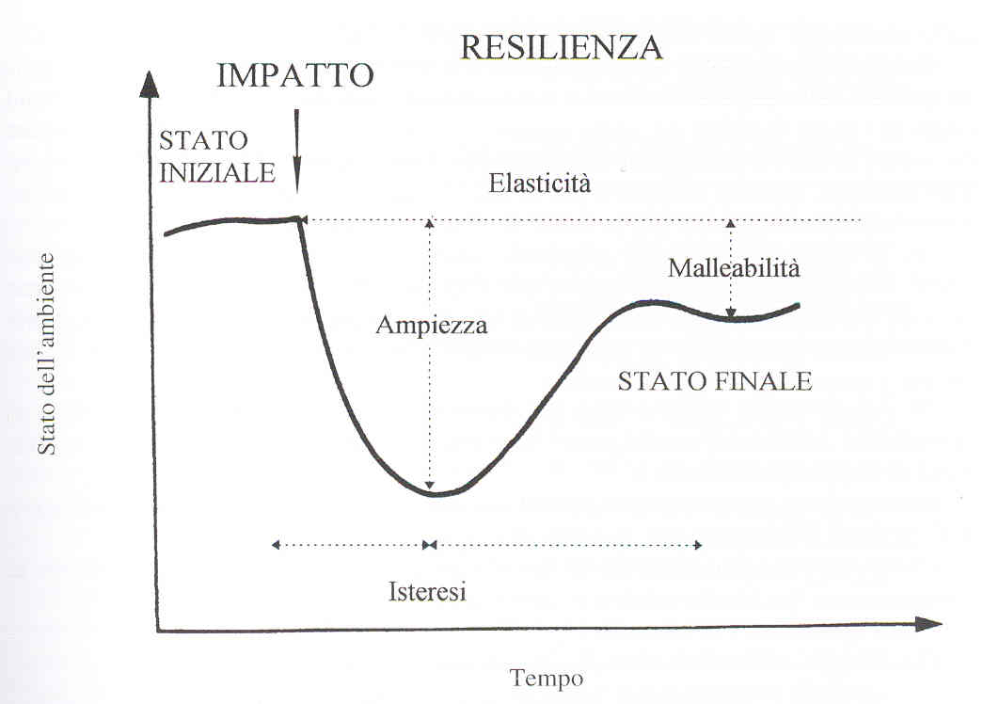 RESILIENZA
IMPATTO
STATO
INIZIALE
Elasticità
Malleabilità
Ampiezza
STATO FINALE
Stato dell'ambiente
Isteresi
Tempo